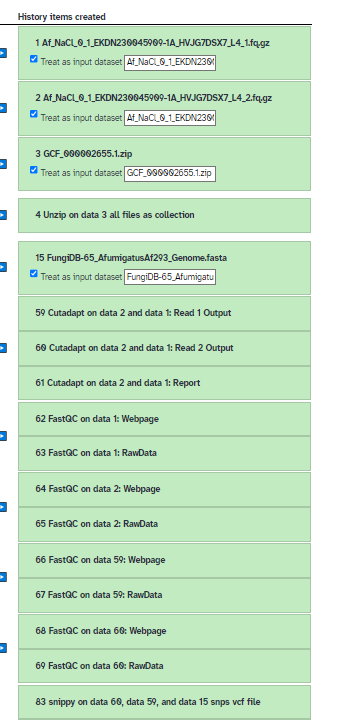 History items created
1 Af_NaCl_0_1_EKDN230045909-1A_HVJG7DSX7_L4_1.fq.gz
Treat as input dataset Af_NaCl_0_1_EKDN2300
2 Af_NaCl_0_1_EKDN230045909-1A_HVJG7DSX7_L4_2.fq.gz
Treat as input dataset Af_NaCl_0_1_EKDN2300
3 GCF_000002655.1.zip
Treat as input dataset GCF_000002655.1.zip
4 Unzip on data 3 all files as collection
15 FungiDB-65_AfumigatusAf293_Genome.fasta
Treat as input dataset FungiDB-65_Afumigatu
59 Cutadapt on data 2 and data 1: Read 1 Output
60 Cutadapt on data 2 and data 1: Read 2 Output
61 Cutadapt on data 2 and data 1: Report
62 FastQC on data 1: Webpage
63 FastQC on data 1: RawData
64 FastQC on data 2: Webpage
65 FastQC on data 2: RawData
66 FastQC on data 59: Webpage
67 FastQC on data 59: RawData
68 FastQC on data 60: Webpage
69 FastQC on data 60: RawData
83 snippy on data 60, data 59, and data 15 snps vcf file